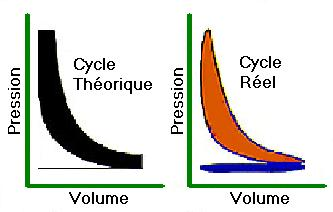 Pression
Cycle
Théorique
Volume
Pression
Cycle
Réel
Volume